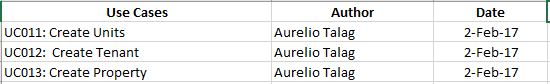 Use Cases Author Date
UC011: Create Units Aurelio Talag 2-Feb-17
UC012:  Create Tenant Aurelio Talag 2-Feb-17
UC013: Create Property Aurelio Talag 2-Feb-17